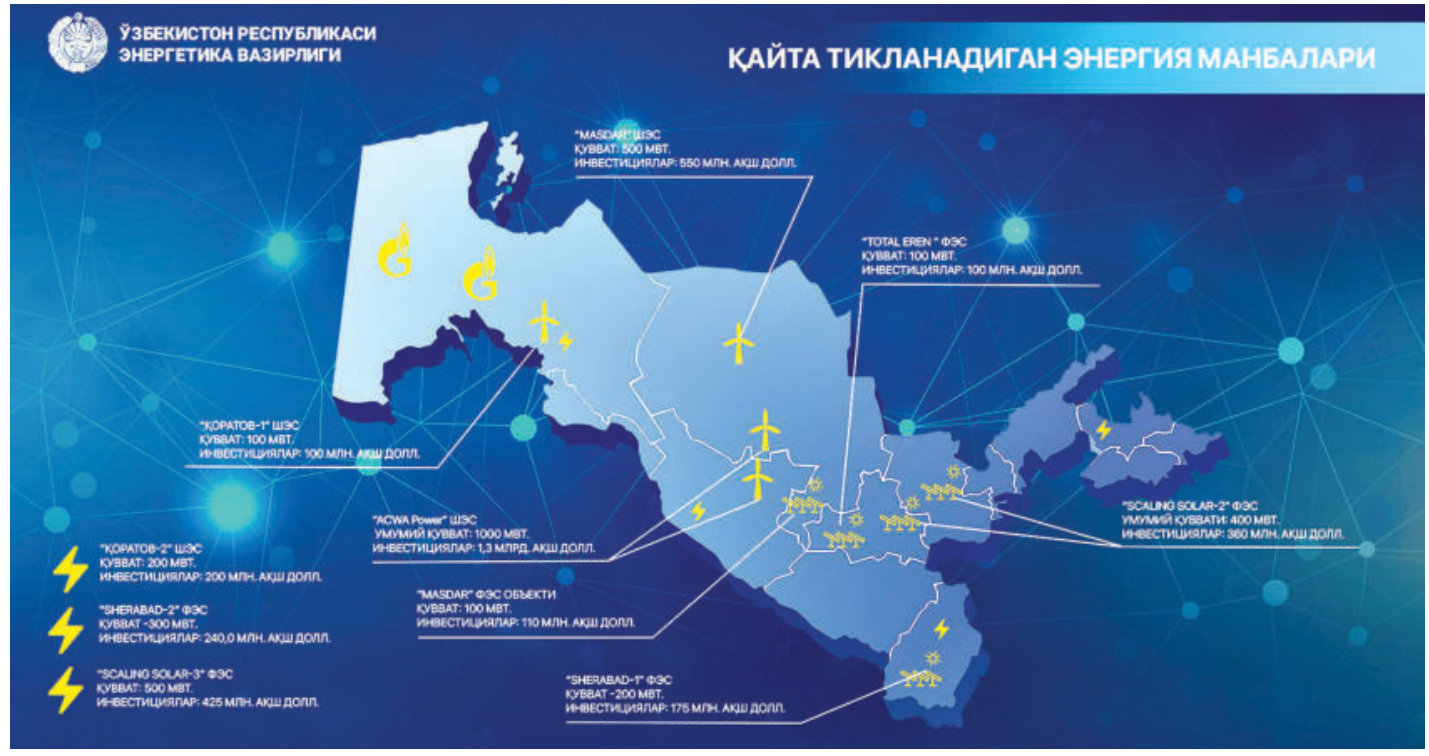 ЎЗБЕКИСТОН РЕСПУБЛИКАСИ
ЭНЕРГЕТИКА ВАЗИРЛИГИ
ҚАЙТА ТИКЛАНАДИГАН ЭНЕРГИЯ МАНБАЛАРИ
"MASDAR" ШЭС
ҚУВВАТ: 500 МВТ.
ИНВЕСТИЦИЯЛАР: 550 МЛН. АҚШ ДОЛЛ.
"TOTAL EREN " ФЭС
ҚУВВАТ: 100 МВТ.
ИНВЕСТИЦИЯЛАР: 100 МЛН. АҚШ ДОЛЛ.
"ҚОРАТОВ-1" ШЭС
ҚУВВАТ: 100 МВТ.
ИНВЕСТИЦИЯЛАР: 100 МЛН. АҚШ ДОЛЛ.
"ACWA Power" ШЭС
УМУМИЙ ҚУВВАТ: 1000 МВТ.
ИНВЕСТИЦИЯЛАР: 1,3 МЛРД. АҚШ ДОЛЛ.
"SCALING SOLAR-2" ФЭС
УМУМИЙ ҚУВВАТИ: 400 МВТ.
ИНВЕСТИЦИЯЛАР: 360 МЛН. АҚШ ДОЛЛ.
"ҚОРАТОВ-2" ШЭС
ҚУВВАТ: 200 МВТ.
ИНВЕСТИЦИЯЛАР: 200 МЛН. АҚШ ДОЛЛ.
"MASDAR" ФЭС ОБЪЕКТИ
ҚУВВАТ: 100 МВТ.
ИНВЕСТИЦИЯЛАР: 110 МЛН. АҚШ ДОЛЛ.
"SHERABAD-2" ФЭС
ҚУВВАТ -300 МВТ.
ИНВЕСТИЦИЯЛАР: 240,0 МЛН. АҚШ ДОЛЛ.
"SCALING SOLAR-3" ФЭС
ҚУВВАТ: 500 МВТ.
ИНВЕСТИЦИЯЛАР: 425 МЛН. АҚШ ДОЛЛ.
"SHERABAD-1" ФЭС
ҚУВВАТ -200 МВТ.
ИНВЕСТИЦИЯЛАР: 175 МЛН. АҚШ ДОЛЛ.